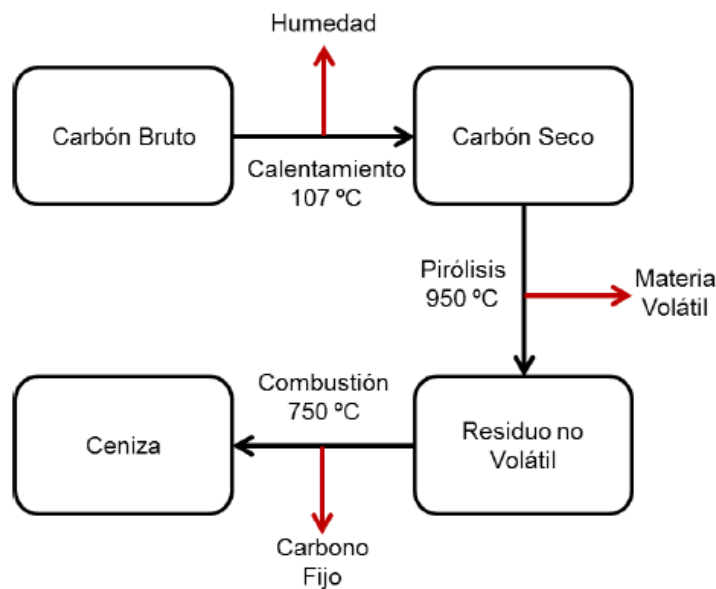 Humedad
Carbón Bruto
Carbón Seco
Calentamiento
107 ºC
Pirólisis
950 ºC
Materia
Volátil
Combustión
750 ºC
Ceniza
Residuo no
Volátil
Carbono
Fijo